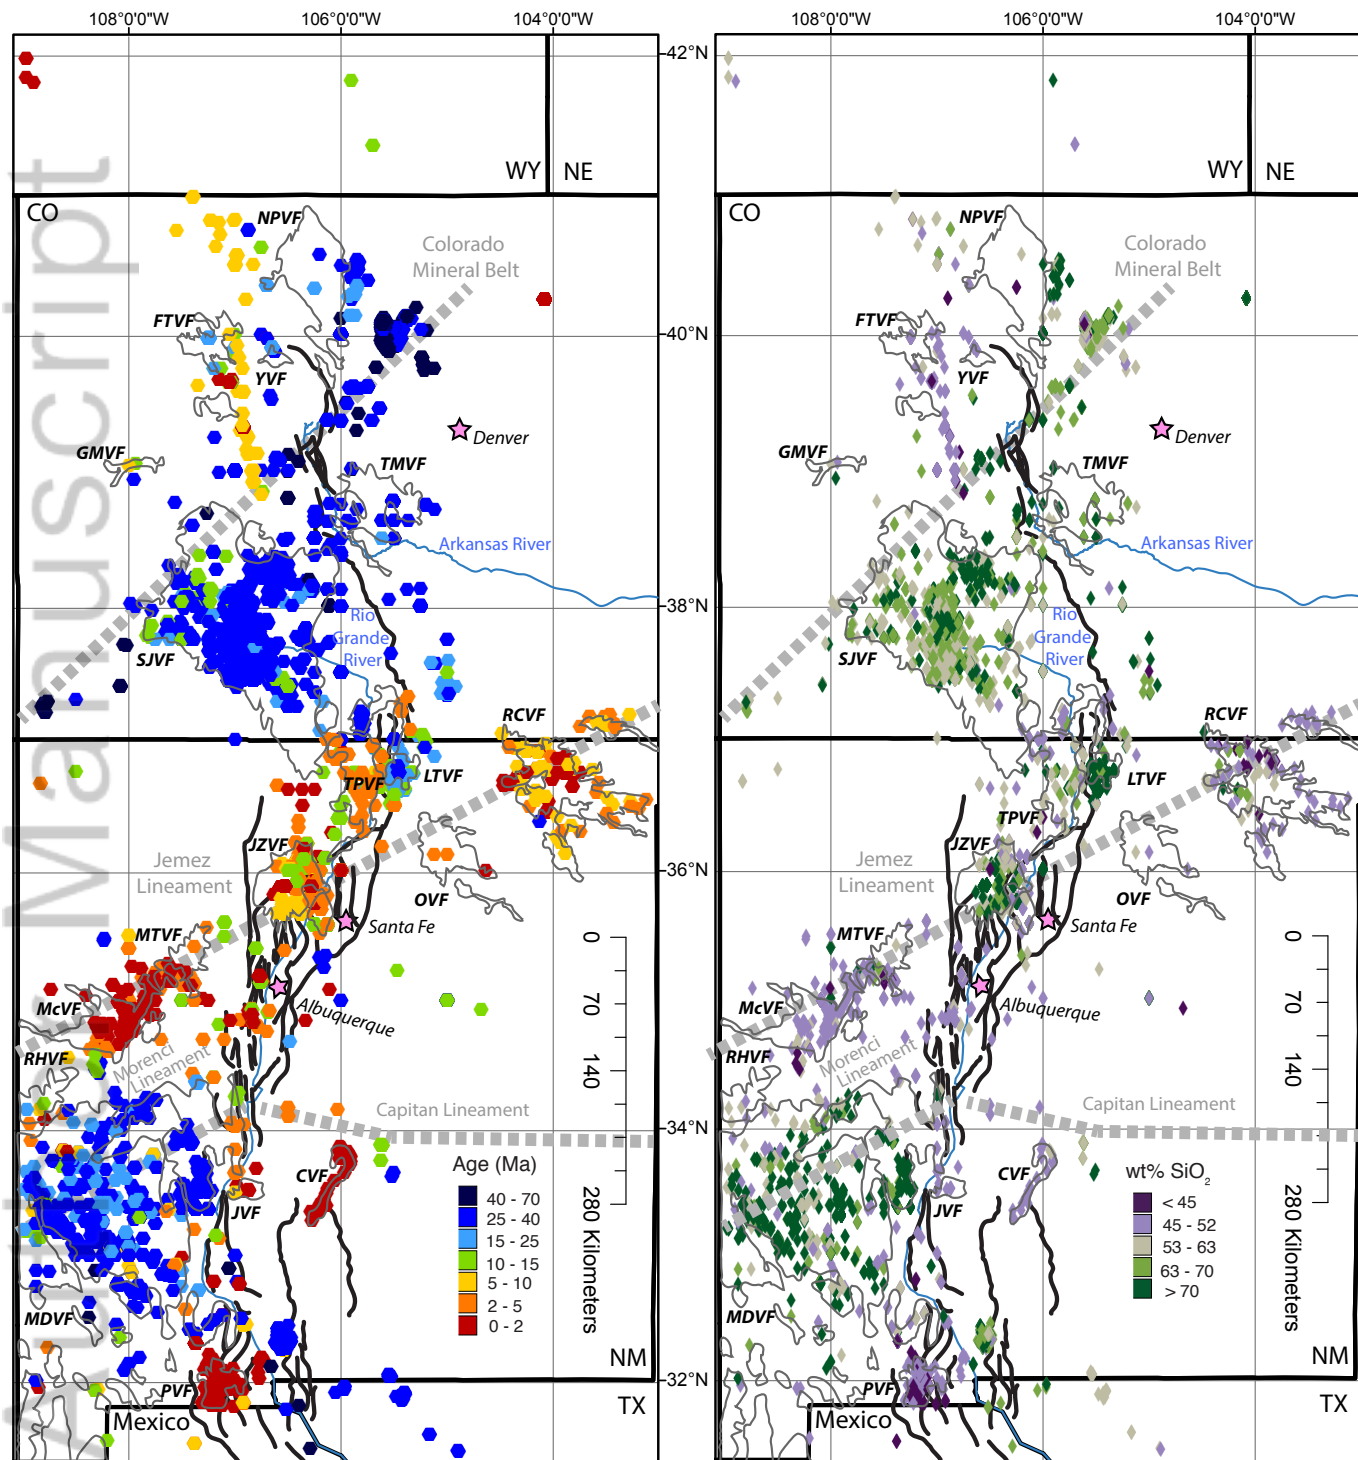 108°0'0"W
106°0'0"W
104°0'0"W
WY
NE
CO
NPVF
Colorado
Mineral Belt
FTVF
YVF
Denver
GMVF
TMVF
Arkansas River
Rio
Grande
River
SJVF
RCVF
LTVF
TPVF
JZVF
Jemez
Lineament
OVF
Santa Fe
MTVF
McVF
Albuquerque
RHVF
Morenci
Lineament
Capitan Lineament
CVF
JVF
MDVF
PVF
Mexico
NM
TX
0
70
140
280 Kilometers
Age (Ma)
40 - 70
25 - 40
15 - 25
10 - 15
5 - 10
2 - 5
0 - 2
Author Manuscript
42°N
40°N
38°N
36°N
34°N
32°N
108°0'0"W
106°0'0"W
104°0'0"W
WY
NE
CO
NPVF
Colorado
Mineral Belt
FTVF
YVF
Denver
GMVF
TMVF
Arkansas River
Rio
Grande
River
SJVF
RCVF
LTVF
TPVF
JZVF
Jemez
Lineament
OVF
Santa Fe
MTVF
McVF
Albuquerque
RHVF
Morenci
Lineament
Capitan Lineament
CVF
JVF
MDVF
PVF
Mexico
NM
TX
0
70
140
280 Kilometers
wt% SiO₂
< 45
45 - 52
53 - 63
63 - 70
> 70